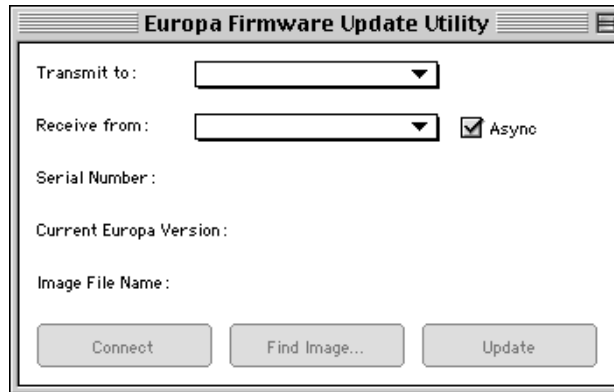 Europa Firmware Update Utility
Transmit to:
Receive from: Async
Serial Number:
Current Europa Version:
Image File Name:
Connect Find Image... Update